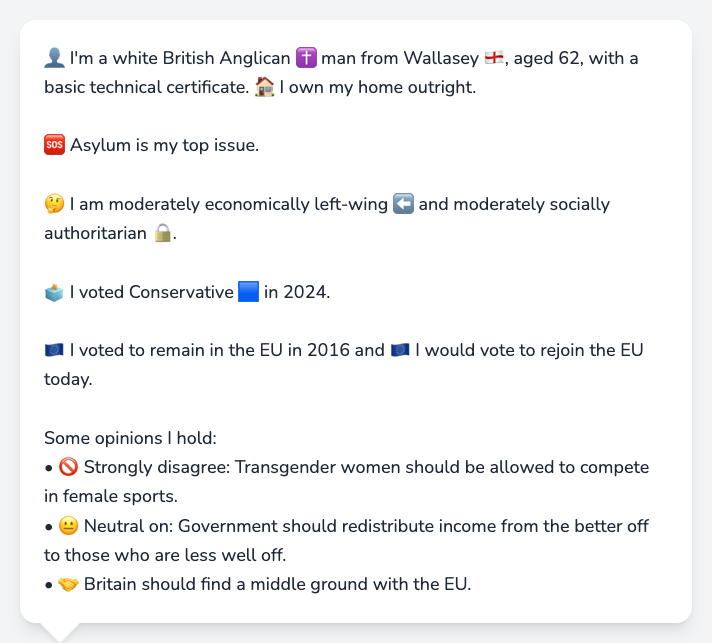 👤 I'm a white British Anglican ✝️ man from Wallasey 🏴󠁧󠁢󠁥󠁮󠁧󠁿, aged 62, with a
basic technical certificate. 🏠 I own my home outright.
🆘 Asylum is my top issue.
🤔 I am moderately economically left-wing ⬅️ and moderately socially
authoritarian 🔒.
🗳️ I voted Conservative 🟦 in 2024.
🇪🇺 I voted to remain in the EU in 2016 and 🇪🇺 I would vote to rejoin the EU
today.
Some opinions I hold:
• 🚫 Strongly disagree: Transgender women should be allowed to compete
in female sports.
• 😐 Neutral on: Government should redistribute income from the better off
to those who are less well off.
• 🤝 Britain should find a middle ground with the EU.